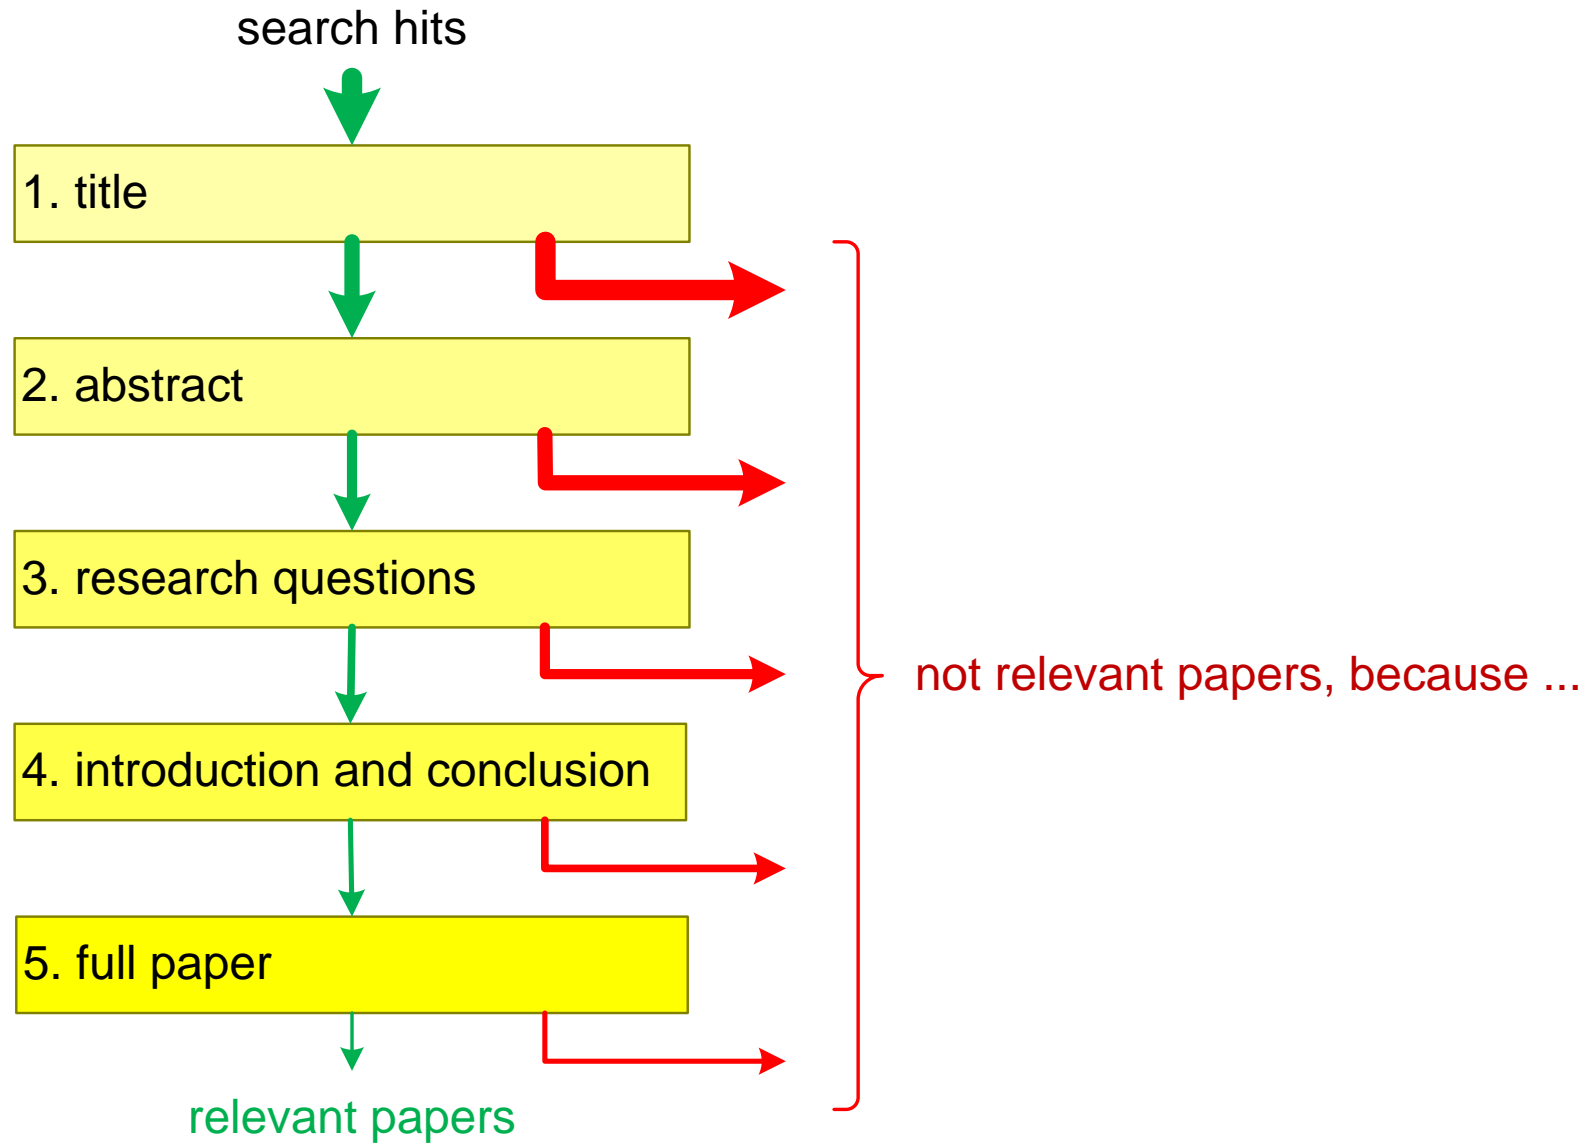 search hits
1. title
2. abstract
3. research questions
not relevant papers, because ...
4. introduction and conclusion
5. full paper
relevant papers